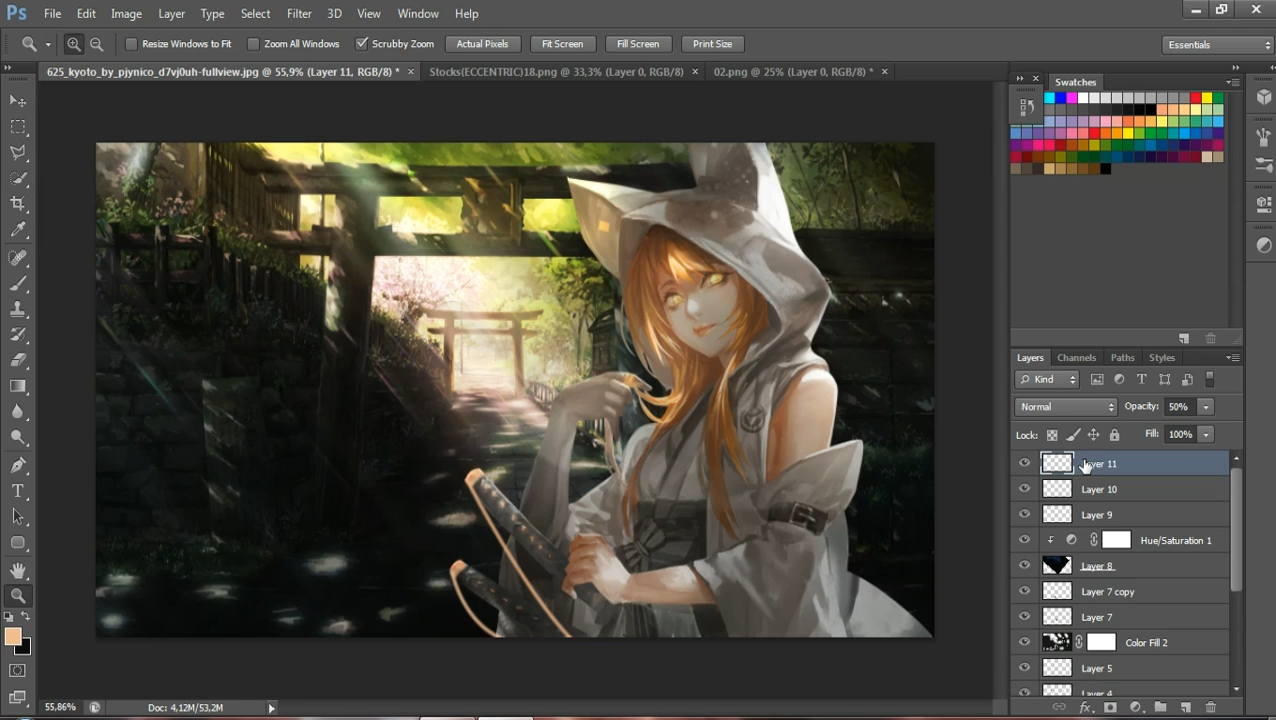 Ps File Edit Image Layer Type Select Filter 3D View Window Help
Resize Windows to Fit Zoom All Windows Scrubby Zoom Actual Pixels Fit Screen Fill Screen Print Size Essentials
625_kyoto_by_pjynico_d7vj0uh-fullview.jpg @ 55,9% (Layer 11, RGB/8) * × Stocks(ECCENTRIC)18.png @ 33,3% (Layer 0, RGB/8) × 02.png @ 25% (Layer 0, RGB/8) * ×
Swatches
Layers Channels Paths Styles
Kind
Normal Opacity: 50%
Lock: Fill: 100%
Layer 11
Layer 10
Layer 9
Hue/Saturation 1
Layer 8
Layer 7 copy
Layer 7
Color Fill 2
Layer 5
Layer 4
55,86% Doc: 4,12M/53,2M
fx